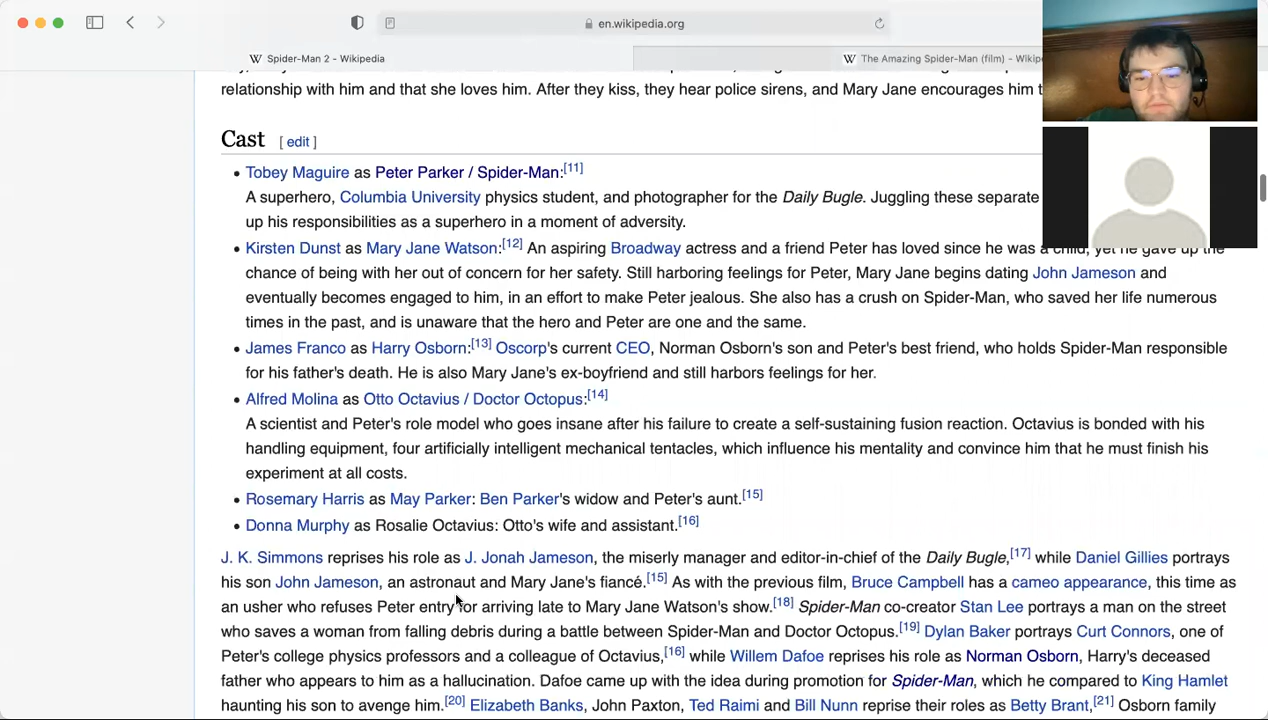 en.wikipedia.org
Spider-Man 2 - Wikipedia
The Amazing Spider-Man (film) - Wikip
relationship with him and that she loves him. After they kiss, they hear police sirens, and Mary Jane encourages him
Cast [ edit ]
Tobey Maguire as Peter Parker / Spider-Man:[11]
A superhero, Columbia University physics student, and photographer for the Daily Bugle. Juggling these separate
up his responsibilities as a superhero in a moment of adversity.
Kirsten Dunst as Mary Jane Watson:[12] An aspiring Broadway actress and a friend Peter has loved since he was a child, yet he gave up the
chance of being with her out of concern for her safety. Still harboring feelings for Peter, Mary Jane begins dating John Jameson and
eventually becomes engaged to him, in an effort to make Peter jealous. She also has a crush on Spider-Man, who saved her life numerous
times in the past, and is unaware that the hero and Peter are one and the same.
James Franco as Harry Osborn:[13] Oscorp's current CEO, Norman Osborn's son and Peter's best friend, who holds Spider-Man responsible
for his father's death. He is also Mary Jane's ex-boyfriend and still harbors feelings for her.
Alfred Molina as Otto Octavius / Doctor Octopus:[14]
A scientist and Peter's role model who goes insane after his failure to create a self-sustaining fusion reaction. Octavius is bonded with his
handling equipment, four artificially intelligent mechanical tentacles, which influence his mentality and convince him that he must finish his
experiment at all costs.
Rosemary Harris as May Parker: Ben Parker's widow and Peter's aunt.[15]
Donna Murphy as Rosalie Octavius: Otto's wife and assistant.[16]
J. K. Simmons reprises his role as J. Jonah Jameson, the miserly manager and editor-in-chief of the Daily Bugle,[17] while Daniel Gillies portrays
his son John Jameson, an astronaut and Mary Jane's fiancé.[15] As with the previous film, Bruce Campbell has a cameo appearance, this time as
an usher who refuses Peter entry for arriving late to Mary Jane Watson's show.[18] Spider-Man co-creator Stan Lee portrays a man on the street
who saves a woman from falling debris during a battle between Spider-Man and Doctor Octopus.[19] Dylan Baker portrays Curt Connors, one of
Peter's college physics professors and a colleague of Octavius,[16] while Willem Dafoe reprises his role as Norman Osborn, Harry's deceased
father who appears to him as a hallucination. Dafoe came up with the idea during promotion for Spider-Man, which he compared to King Hamlet
haunting his son to avenge him.[20] Elizabeth Banks, John Paxton, Ted Raimi and Bill Nunn reprise their roles as Betty Brant,[21] Osborn family